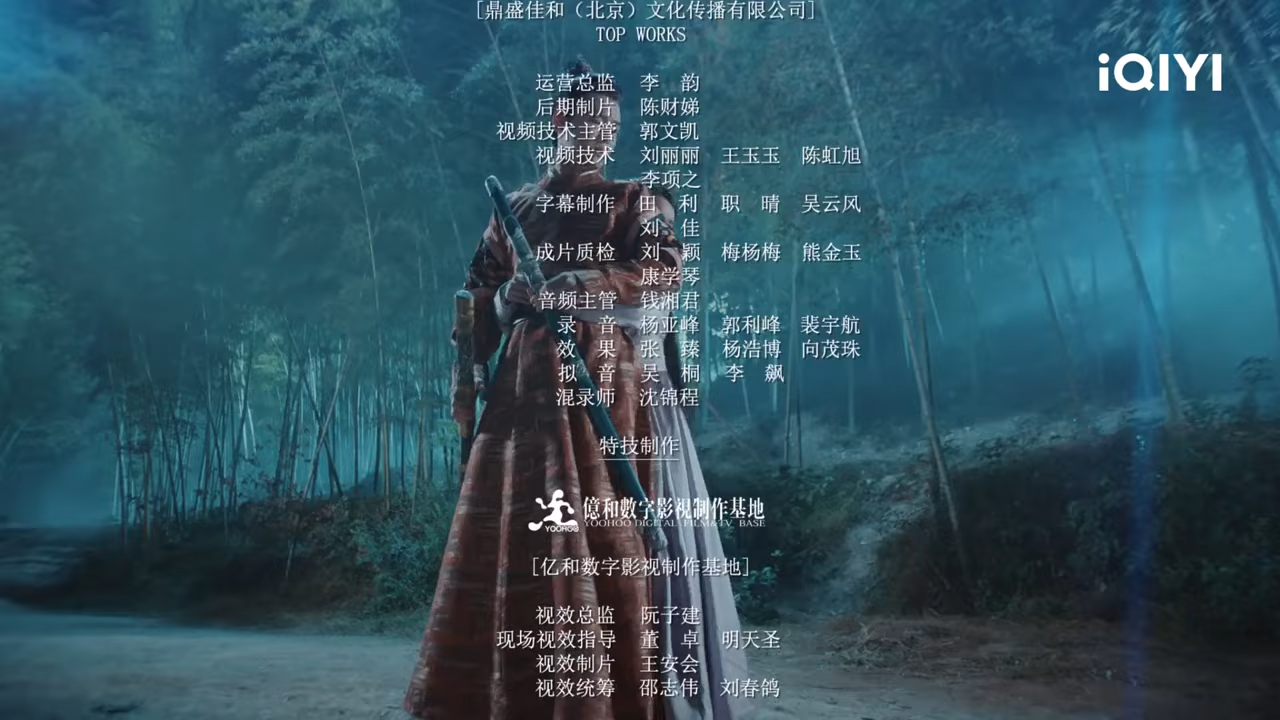 [鼎盛佳和（北京）文化传播有限公司]
TOP WORKS
iQIYI
运营总监 李 韵
后期制片 陈财娣
视频技术主管 郭文凯
视频技术 刘丽丽 王玉玉 陈虹旭
李项之
字幕制作 田 利 职 晴 吴云风
刘 佳
成片质检 刘 颖 梅杨梅 熊金玉
康学琴
音频主管 钱湘君
录 音 杨亚峰 郭利峰 裴宇航
效 果 张 臻 杨浩博 向茂珠
拟 音 吴 桐 李 飙
混录师 沈锦程
特技制作
億和數字影視制作基地
YOOHOO DIGITAL FILM&TV BASE
YOOHOO
[亿和数字影视制作基地]
视效总监 阮子建
现场视效指导 董 卓 明天圣
视效制片 王安会
视效统筹 邵志伟 刘春鸽